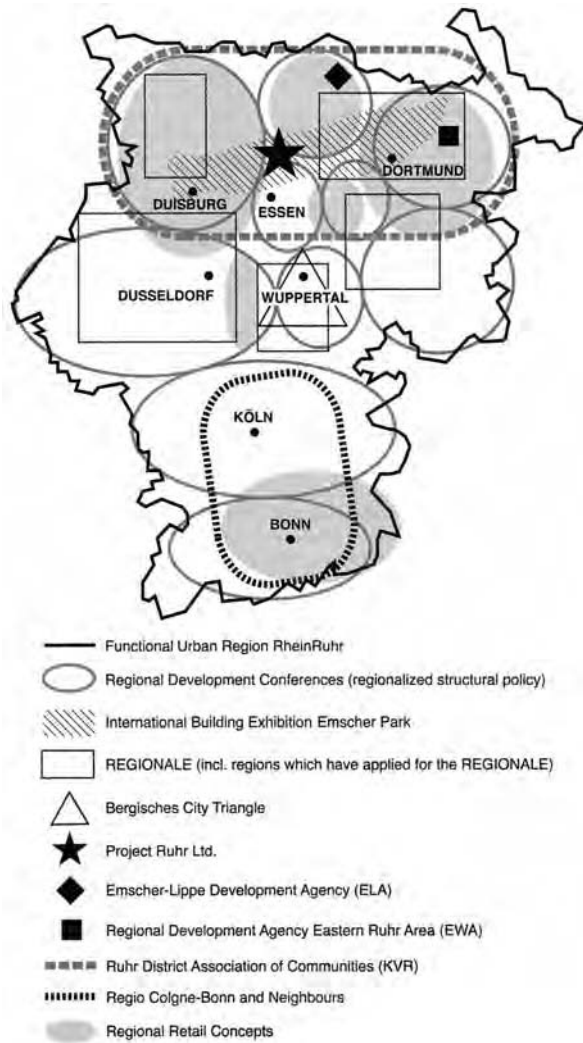 DORTMUND
DUISBURG
ESSEN
DUSSELDORF
WUPPERTAL
KÖLN
BONN
Functional Urban Region RheinRuhr
Regional Development Conferences (regionalized structural policy)
International Building Exhibition Emscher Park
REGIONALE (incl. regions which have applied for the REGIONALE)
Bergisches City Triangle
Project Ruhr Ltd.
Emscher-Lippe Development Agency (ELA)
Regional Development Agency Eastern Ruhr Area (EWA)
Ruhr District Association of Communities (KVR)
Regio Colgne-Bonn and Neighbours
Regional Retail Concepts